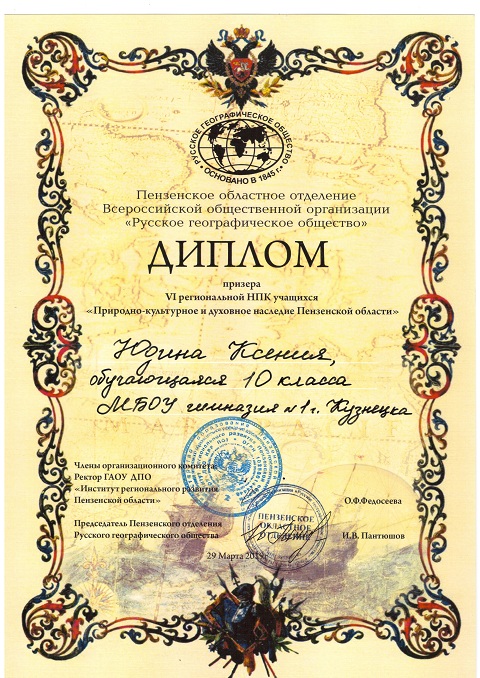 РУССКОЕ ГЕОГРАФИЧЕСКОЕ ОБЩЕСТВО
• ОСНОВАНО В 1845 г. •
Пензенское областное отделение
Всероссийской общественной организации
«Русское географическое общество»
ДИПЛОМ
призера
VI региональной НПК учащихся
«Природно-культурное и духовное наследие Пензенской области»
Юдина Ксения,
обучающаяся 10 класса
МБОУ гимназия №1 г. Кузнецка
Члены организационного комитета:
Ректор ГАОУ ДПО
«Институт регионального развития
Пензенской области»
О.Ф.Федосеева
ПЕНЗЕНСКОЕ
ОБЛАСТНОЕ
ОТДЕЛЕНИЕ
Председатель Пензенского отделения
Русского географического общества
И.В. Пантюшов
29 Марта